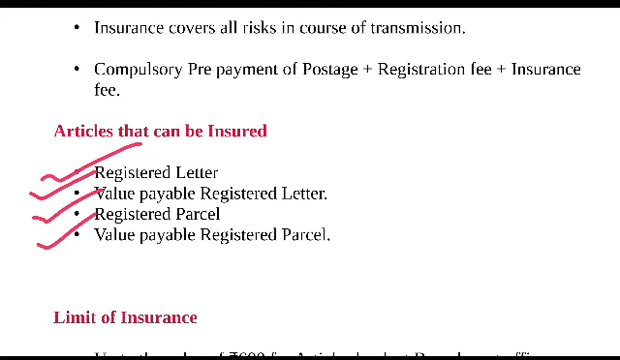 • Insurance covers all risks in course of transmission.
• Compulsory Pre payment of Postage + Registration fee + Insurance
fee.
Articles that can be Insured
• Registered Letter
• Value payable Registered Letter.
• Registered Parcel
• Value payable Registered Parcel.
Limit of Insurance